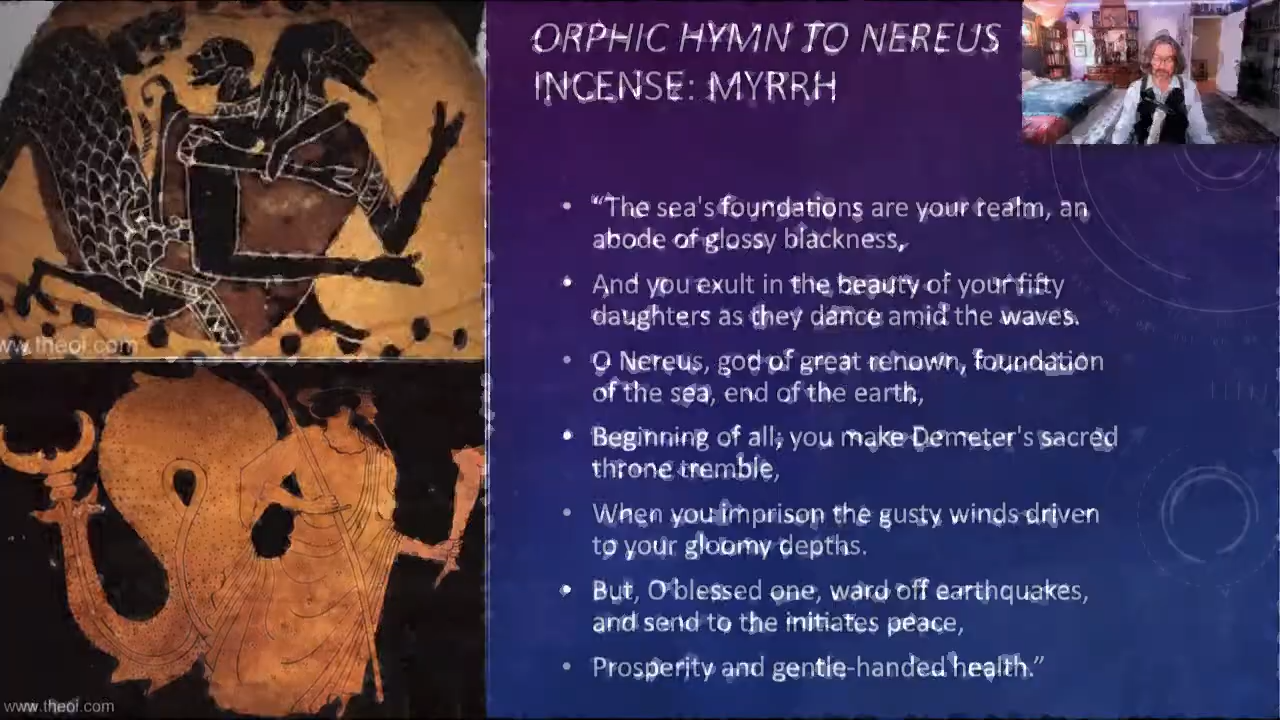 ORPHIC HYMN TO NEREUS
INCENSE: MYRRH
• “The sea's foundations are your realm, an
abode of glossy blackness,
• And you exult in the beauty of your fifty
daughters as they dance amid the waves.
• O Nereus, god of great renown, foundation
of the sea, end of the earth,
• Beginning of all, you make Demeter's sacred
throne tremble,
• When you imprison the gusty winds driven
to your gloomy depths.
• But, O blessed one, ward off earthquakes,
and send to the initiates peace,
• Prosperity and gentle-handed health.”
ww.theoi.com
www.theoi.com